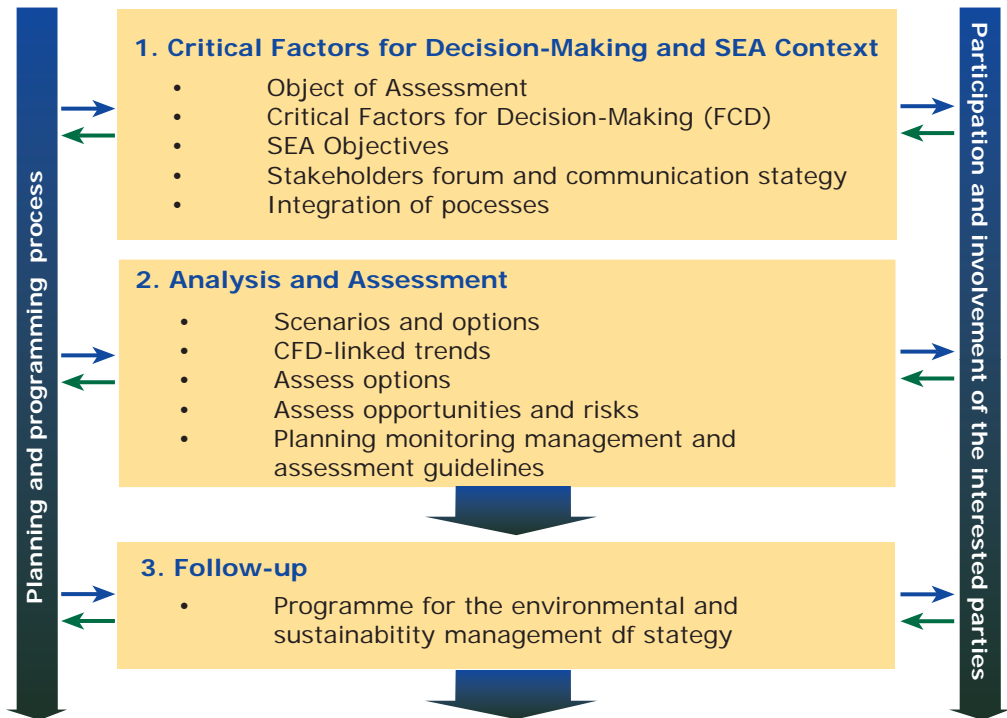 Planning and programming process
1. Critical Factors for Decision-Making and SEA Context
• Object of Assessment
• Critical Factors for Decision-Making (FCD)
• SEA Objectives
• Stakeholders forum and communication stategy
• Integration of pocesses
2. Analysis and Assessment
• Scenarios and options
• CFD-linked trends
• Assess options
• Assess opportunities and risks
• Planning monitoring management and
assessment guidelines
3. Follow-up
• Programme for the environmental and
sustainabitity management df stategy
Participation and involvement of the interested parties